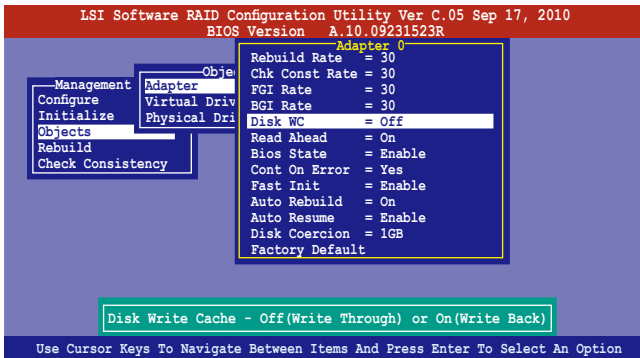 LSI Software RAID Configuration Utility Ver C.05 Sep 17, 2010
BIOS Version A.10.09231523R
Management
Configure
Initialize
Objects
Rebuild
Check Consistency
Obje
Adapter
Virtual Driv
Physical Dri
Adapter 0
Rebuild Rate = 30
Chk Const Rate = 30
FGI Rate = 30
BGI Rate = 30
Disk WC = Off
Read Ahead = On
Bios State = Enable
Cont On Error = Yes
Fast Init = Enable
Auto Rebuild = On
Auto Resume = Enable
Disk Coercion = 1GB
Factory Default
Disk Write Cache - Off(Write Through) or On(Write Back)
Use Cursor Keys To Navigate Between Items And Press Enter To Select An Option